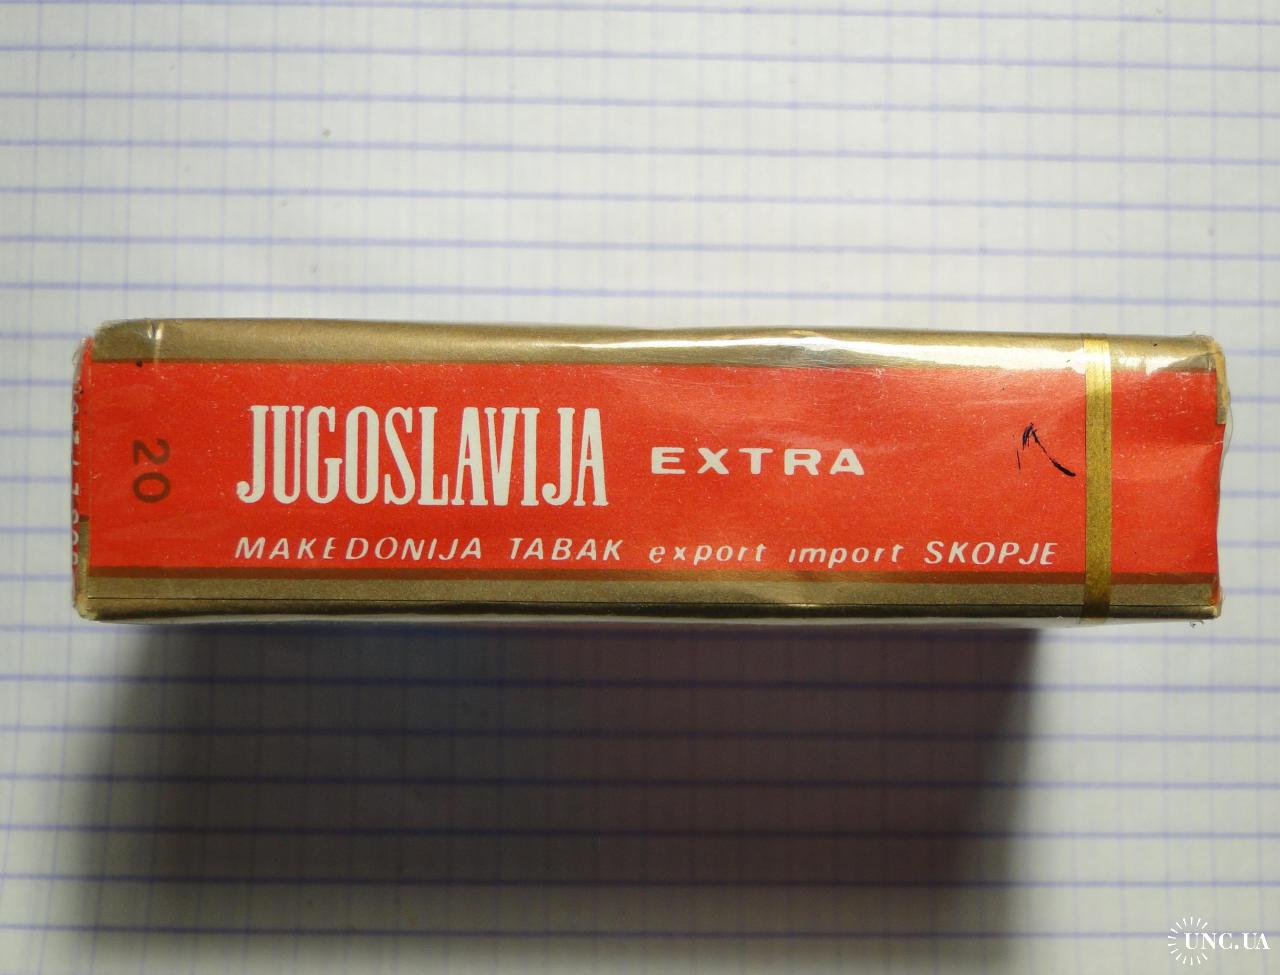 20
JUGOSLAVIJA EXTRA
MAKEDONIJA TABAK export import SKOPJE
UNC.UA